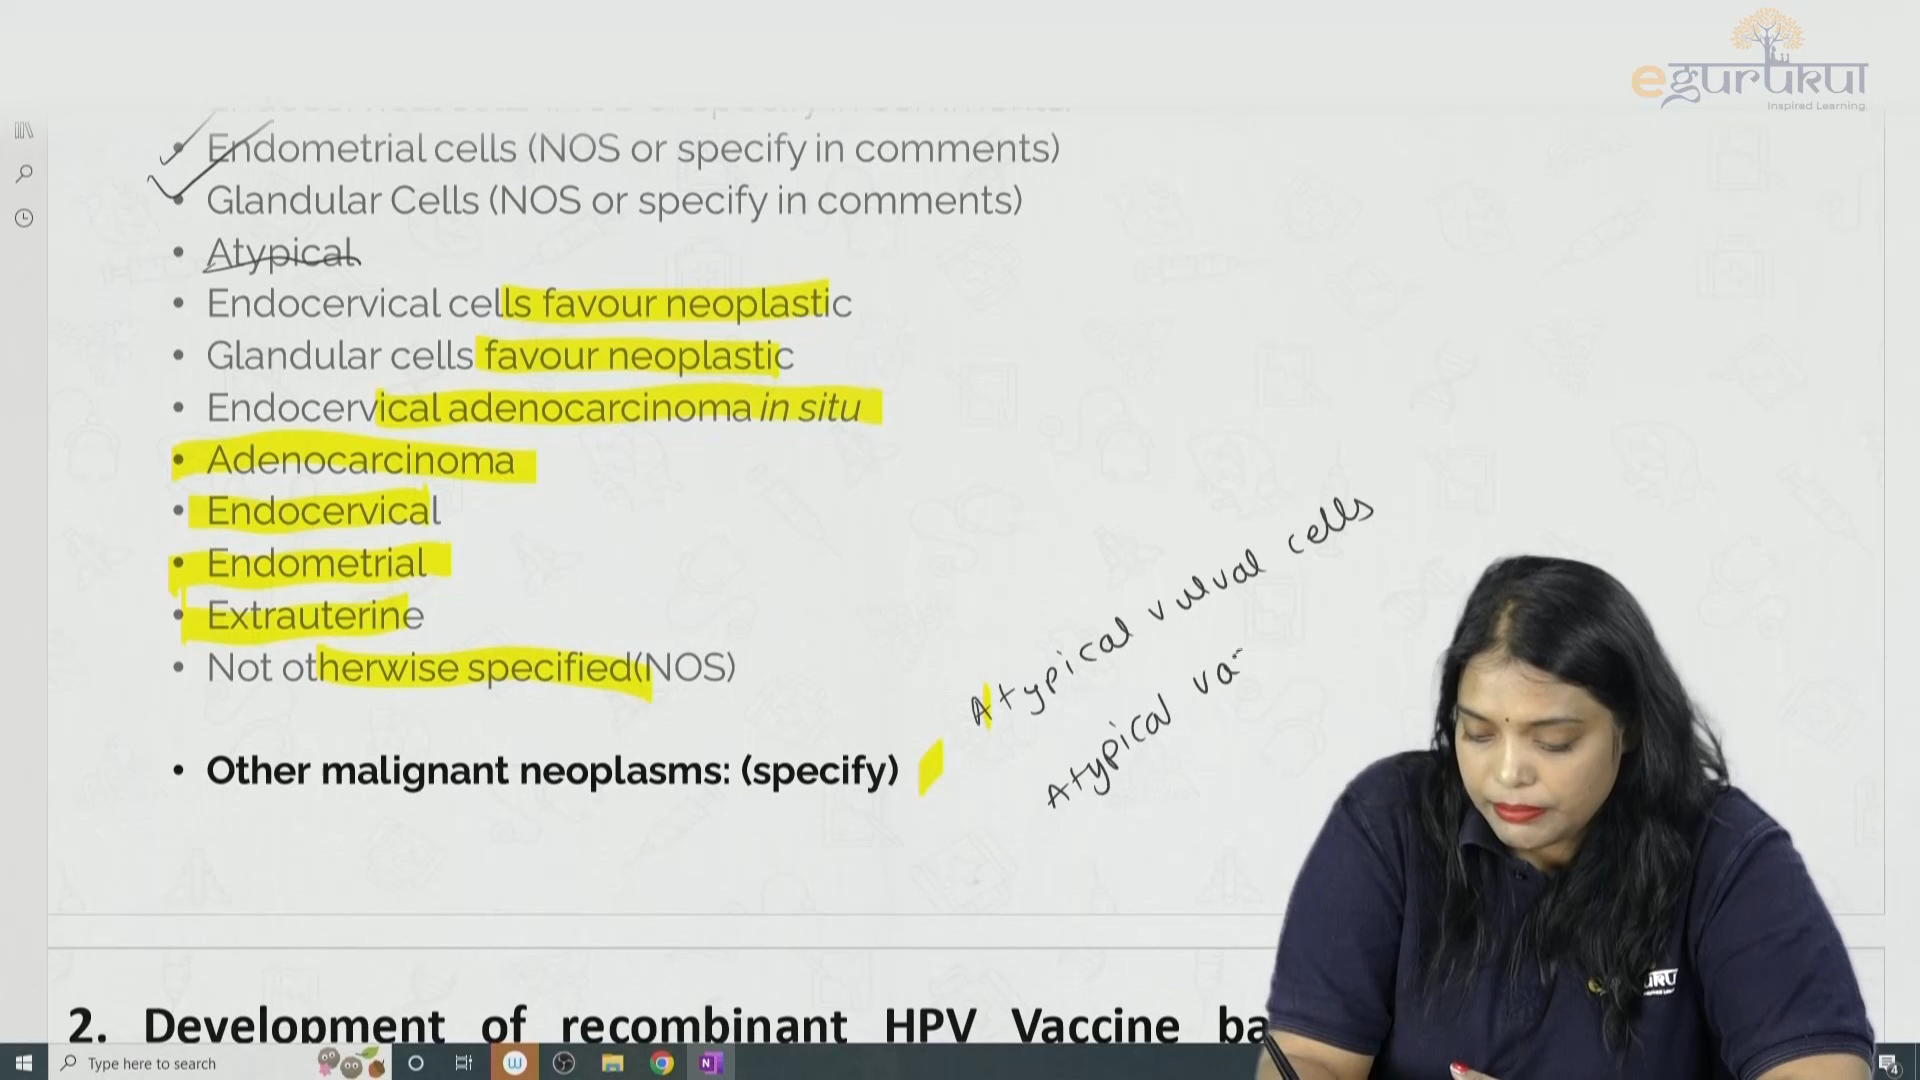 eGURUKUL
Inspired Learning
• Endometrial cells (NOS or specify in comments)
• Glandular Cells (NOS or specify in comments)
• Atypical
• Endocervical cells favour neoplastic
• Glandular cells favour neoplastic
• Endocervical adenocarcinoma in situ
• Adenocarcinoma
• Endocervical
• Endometrial
• Extrauterine
• Not otherwise specified(NOS)
Atypical vulval cells
Atypical va
• Other malignant neoplasms: (specify)
2. Development of recombinant HPV Vaccine ba
Type here to search